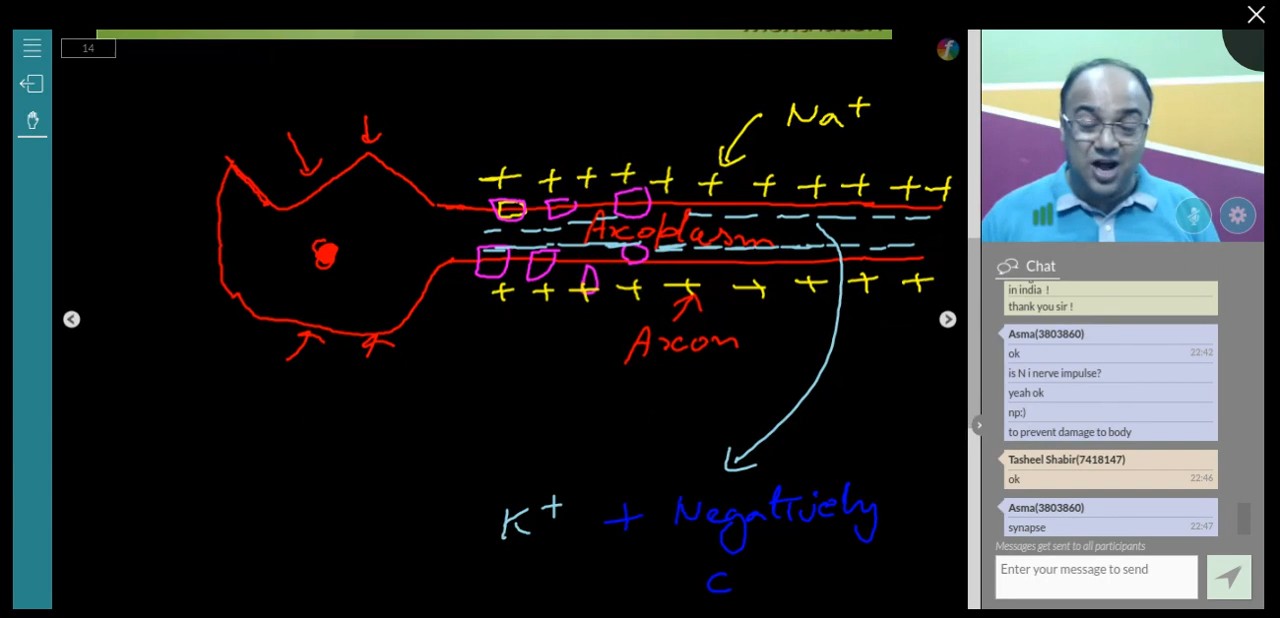 14
Na+
+ + + + + + + + + ++
Axoplasm
+ + + + + + + + +
Axon
K+ + Negatively
C
Chat
in india !
thank you sir !
Asma(3803860)
ok 22:42
is N i nerve impulse?
yeah ok
np:)
to prevent damage to body
Tasheel Shabir(7418147)
ok 22:46
Asma(3803860)
synapse 22:47
Messages get sent to all participants
Enter your message to send